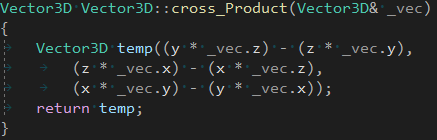 Vector3D Vector3D::cross_Product(Vector3D& _vec)
{
    Vector3D temp((y * _vec.z) - (z * _vec.y),
        (z * _vec.x) - (x * _vec.z),
        (x * _vec.y) - (y * _vec.x));
    return temp;
}